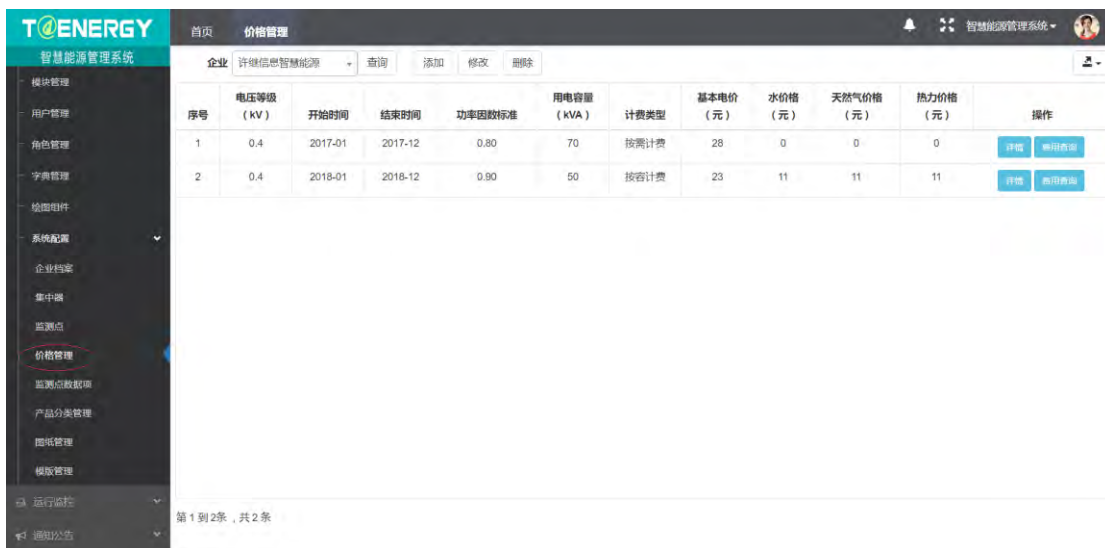 T@ENERGY
智慧能源管理系统
首页 价格管理
智慧能源管理系统
企业 许继信息智慧能源 查询 添加 修改 删除
模块管理
用户管理
角色管理
字典管理
绘图组件
系统配置
企业档案
集中器
监测点
价格管理
监测点数据项
产品分类管理
图纸管理
模版管理
运行监控
通知公告
序号 电压等级（kV） 开始时间 结束时间 功率因数标准 用电容量（kVA） 计费类型 基本电价（元） 水价格（元） 天然气价格（元） 热力价格（元） 操作
1 0.4 2017-01 2017-12 0.80 70 按需计费 28 0 0 0 详情 费用查询
2 0.4 2018-01 2018-12 0.90 50 按容计费 23 11 11 11 详情 费用查询
第1到2条，共2条